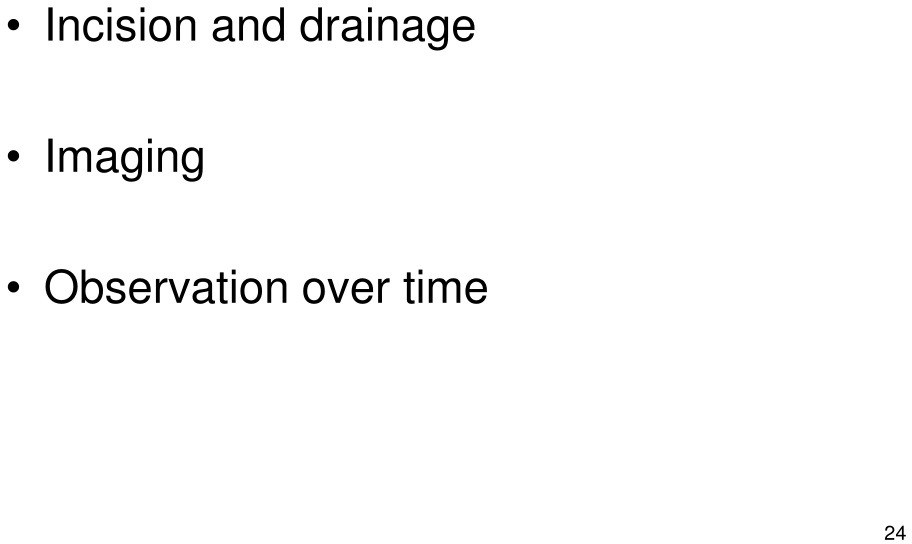 • Incision and drainage
• Imaging
• Observation over time
24